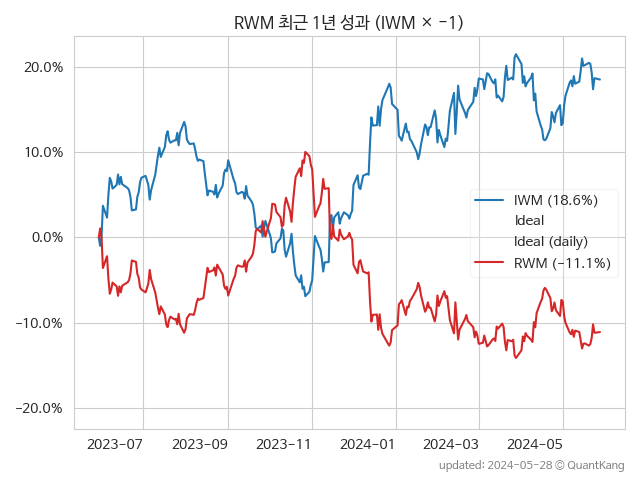 RWM 최근 1년 성과 (IWM × −1)
20.0%
10.0%
0.0%
−10.0%
−20.0%
IWM (18.6%)
Ideal
Ideal (daily)
RWM (−11.1%)
2023-07
2023-09
2023-11
2024-01
2024-03
2024-05
updated: 2024-05-28 © QuantKang